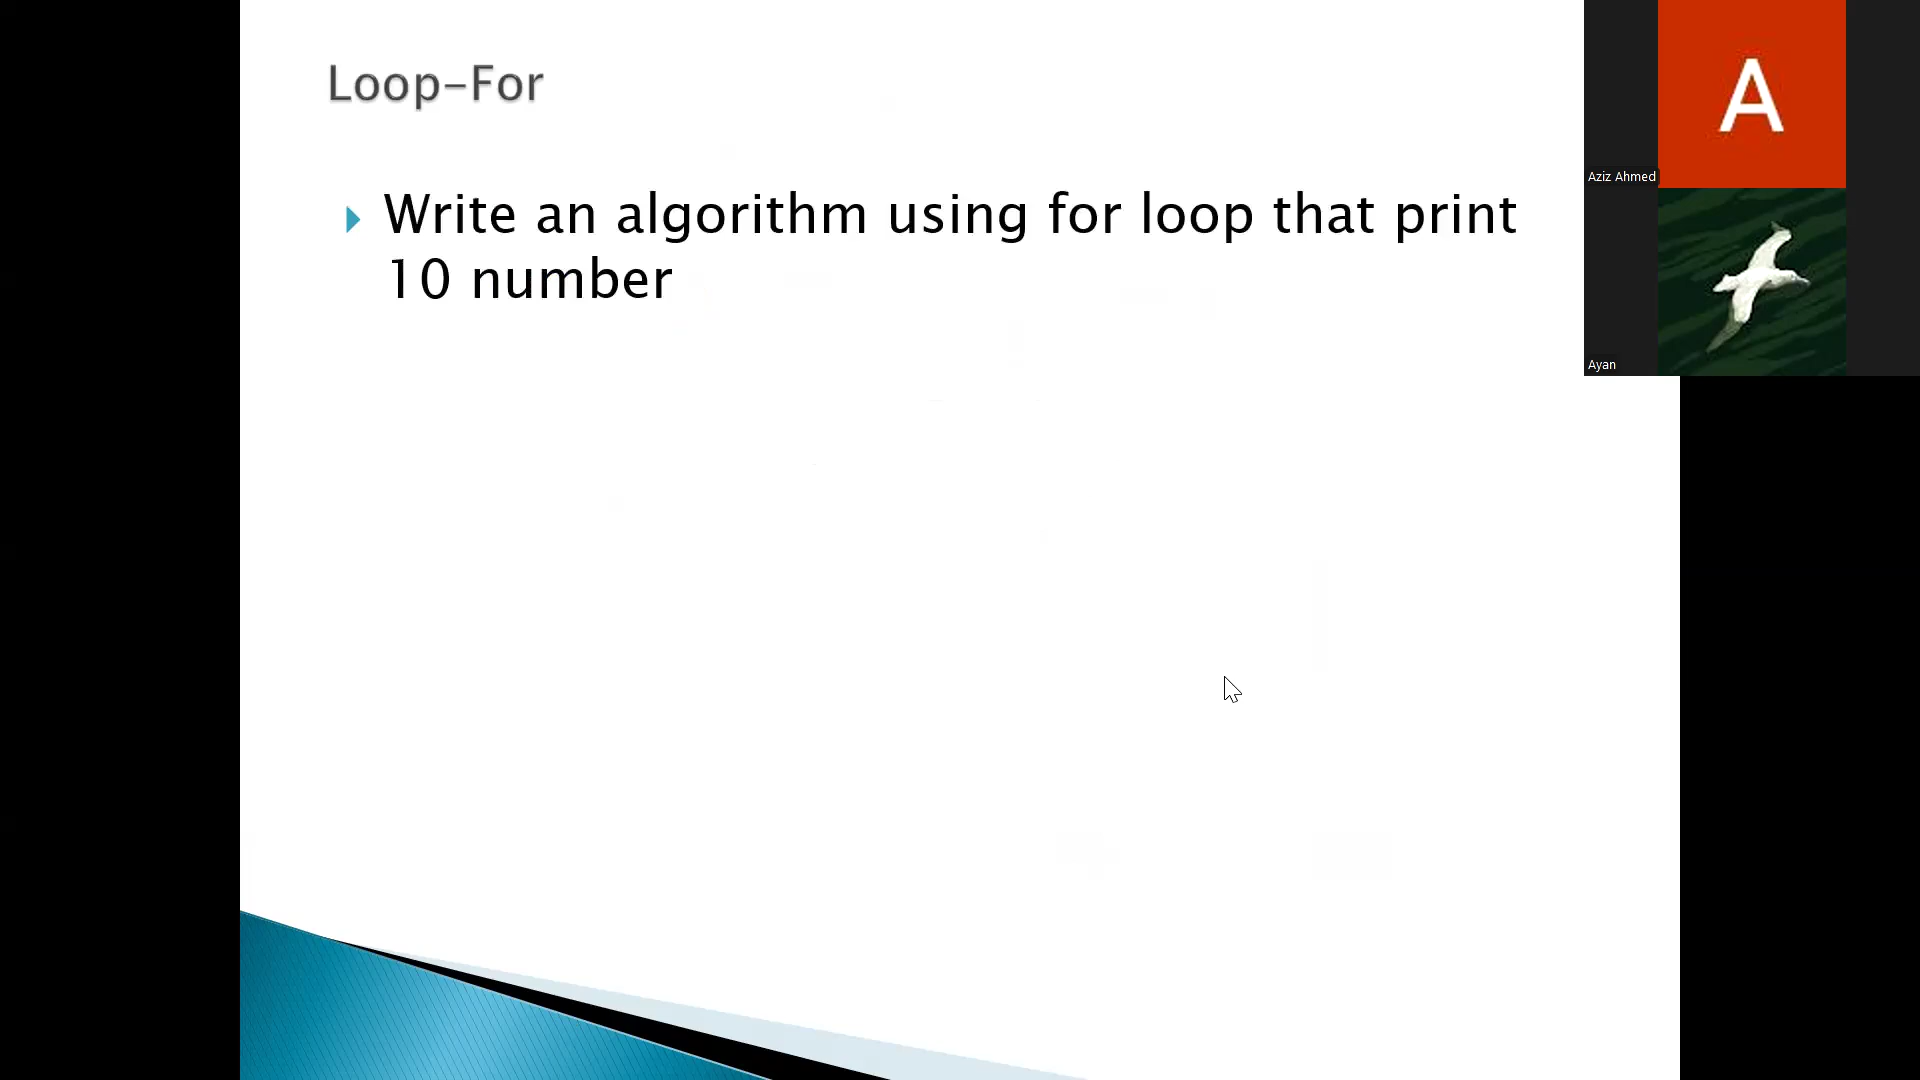 Loop-For
Write an algorithm using for loop that print
10 number
A
Aziz Ahmed
Ayan